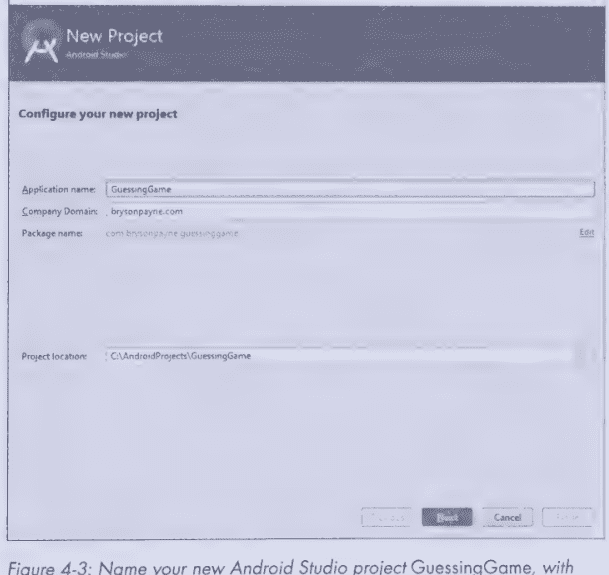 New Project
Android Studio
Configure your new project
Application name: GuessingGame
Company Domain: brysonpayne.com
Package name: com.brysonpayne.guessinggame
Edit
Project location: C:\AndroidProjects\GuessingGame
Next Cancel
Figure 4-3: Name your new Android Studio project GuessingGame, with